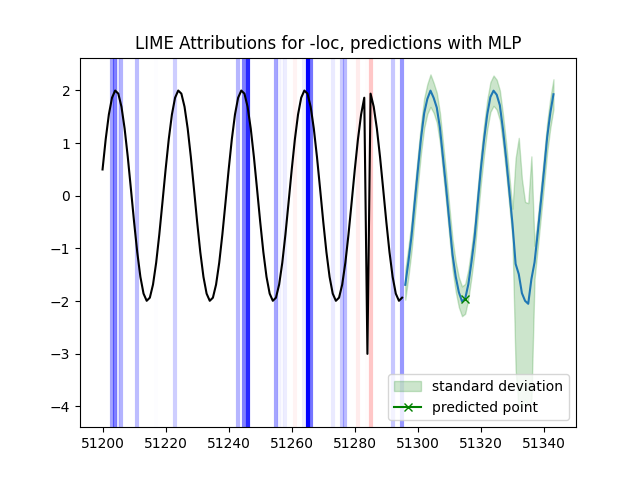 LIME Attributions for -loc, predictions with MLP
2
1
0
−1
−2
−3
−4
standard deviation
predicted point
51200 51220 51240 51260 51280 51300 51320 51340